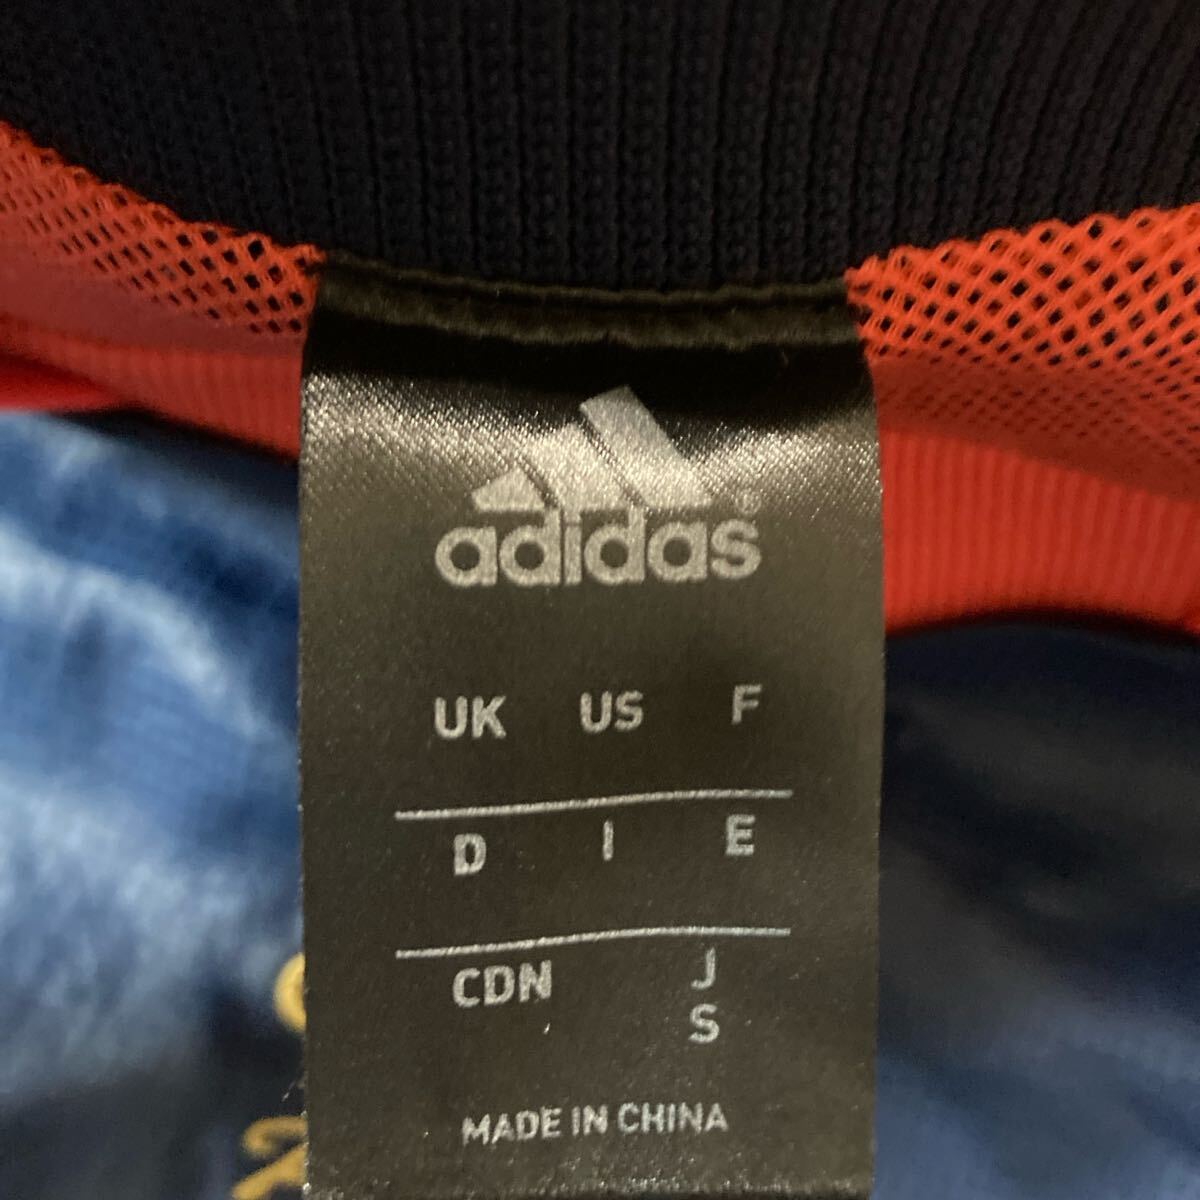 adidas®
UK US F
D I E
CDN J
S
MADE IN CHINA